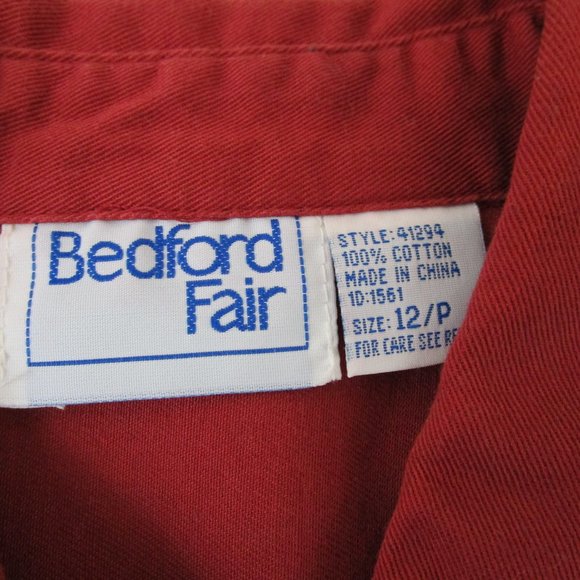 Bedford
Fair
STYLE:41294
100% COTTON
MADE IN CHINA
ID:1561
SIZE: 12/P
FOR CARE SEE